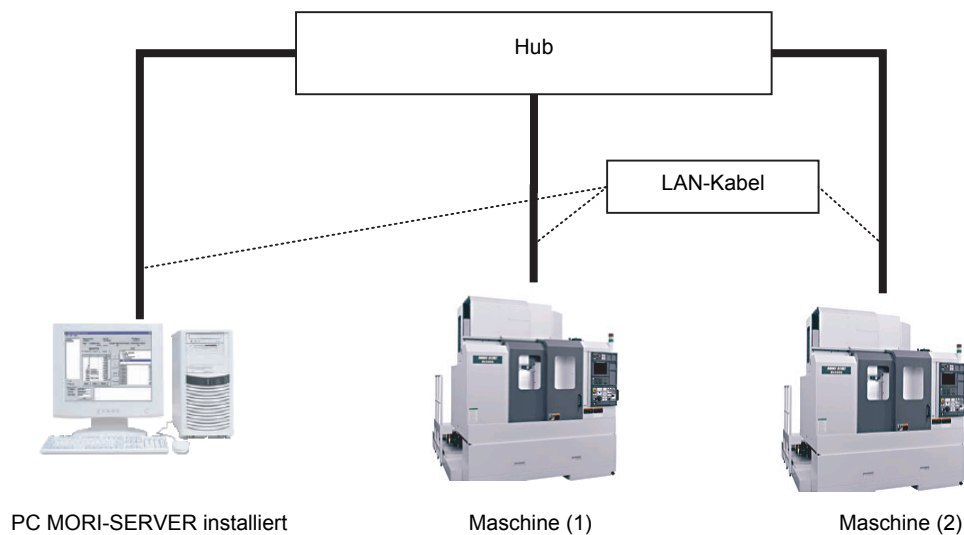 Hub
LAN-Kabel
PC MORI-SERVER installiert
Maschine (1)
Maschine (2)